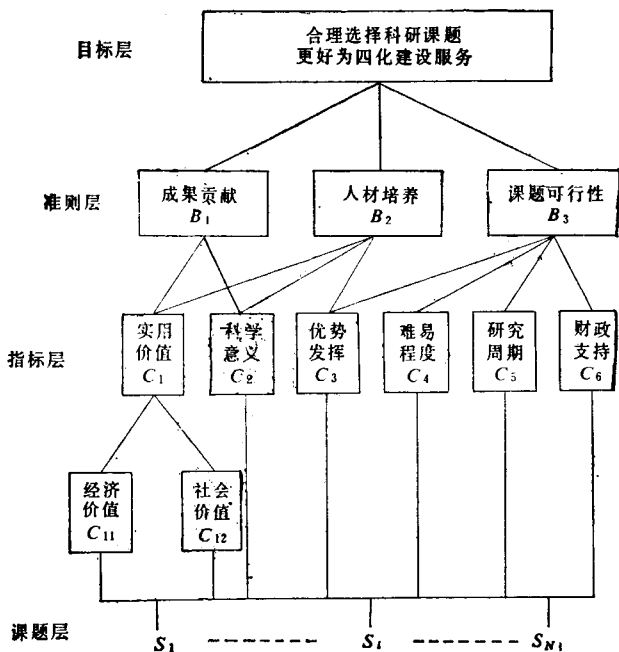 目标层
合理选择科研课题
更好为四化建设服务
准则层
成果贡献
B₁
人材培养
B₂
课题可行性
B₃
指标层
实用
价值
C₁
科学
意义
C₂
优势
发挥
C₃
难易
程度
C₄
研究
周期
C₅
财政
支持
C₆
经济
价值
C₁₁
社会
价值
C₁₂
课题层
S₁ S_i S_N₁